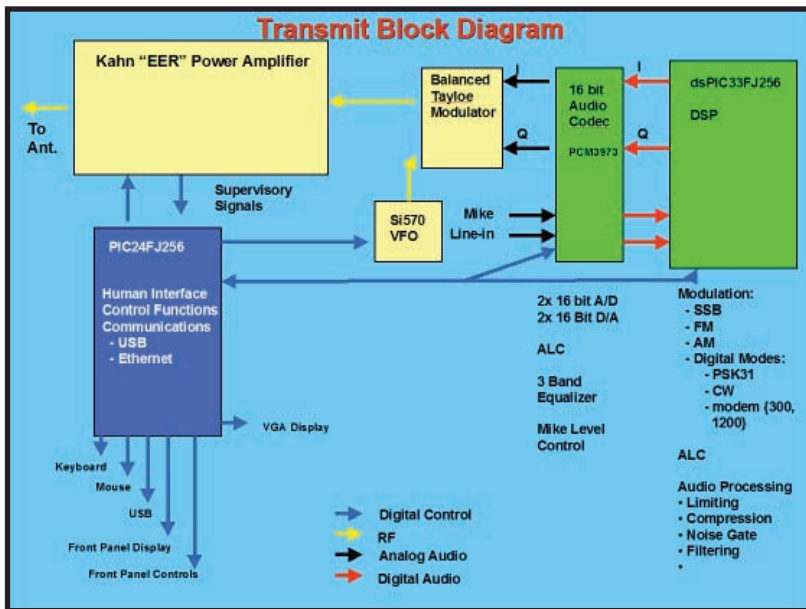 Transmit Block Diagram
Kahn "EER" Power Amplifier
To
Ant.
Supervisory
Signals
Balanced
Tayloe
Modulator
I
Q
16 bit
Audio
Codec
PCM3973
I
Q
dsPIC33FJ256
DSP
Si570
VFO
Mike
Line-in
PIC24FJ256
Human Interface
Control Functions
Communications
- USB
- Ethernet
VGA Display
Keyboard
Mouse
USB
Front Panel Display
Front Panel Controls
2x 16 bit A/D
2x 16 Bit D/A
ALC
3 Band
Equalizer
Mike Level
Control
Modulation:
- SSB
- FM
- AM
- Digital Modes:
- PSK31
- CW
- modem {300,
1200}
ALC
Audio Processing
• Limiting
• Compression
• Noise Gate
• Filtering
•
Digital Control
RF
Analog Audio
Digital Audio